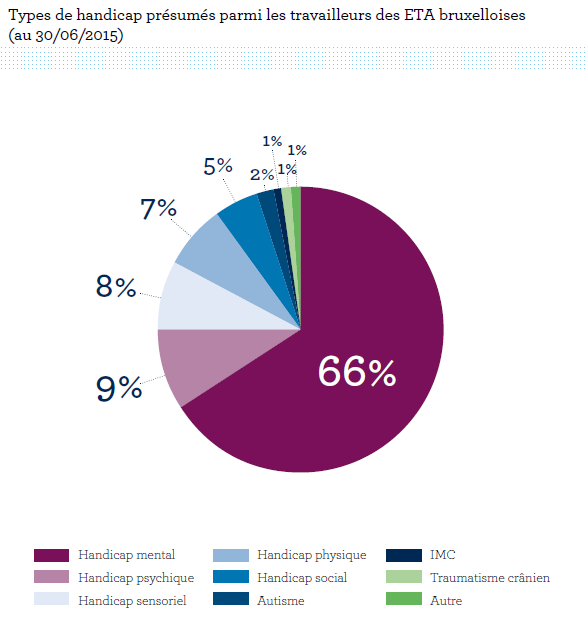 Types de handicap présumés parmi les travailleurs des ETA bruxelloises
(au 30/06/2015)
1%
1%
5%
2%
1%
7%
8%
66%
9%
Handicap mental
Handicap physique
IMC
Handicap psychique
Handicap social
Traumatisme crânien
Handicap sensoriel
Autisme
Autre